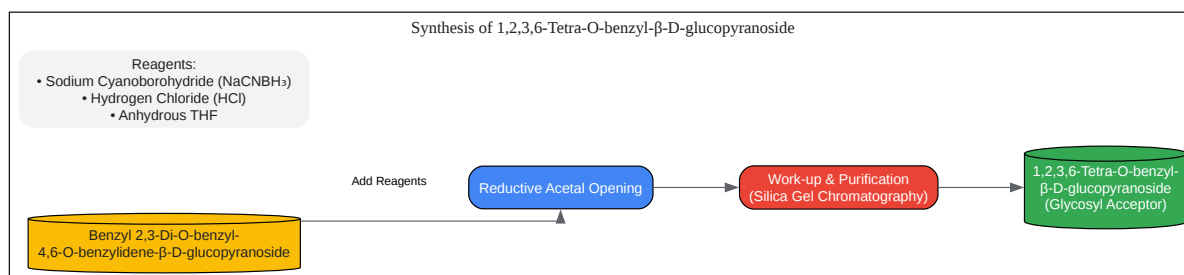 Synthesis of 1,2,3,6-Tetra-O-benzyl-β-D-glucopyranoside
Reagents:
• Sodium Cyanoborohydride (NaCNBH₃)
• Hydrogen Chloride (HCl)
• Anhydrous THF
Add Reagents
Reductive Acetal Opening
Work-up & Purification
(Silica Gel Chromatography)
1,2,3,6-Tetra-O-benzyl-
β-D-glucopyranoside
(Glycosyl Acceptor)
Benzyl 2,3-Di-O-benzyl-
4,6-O-benzylidene-β-D-glucopyranoside